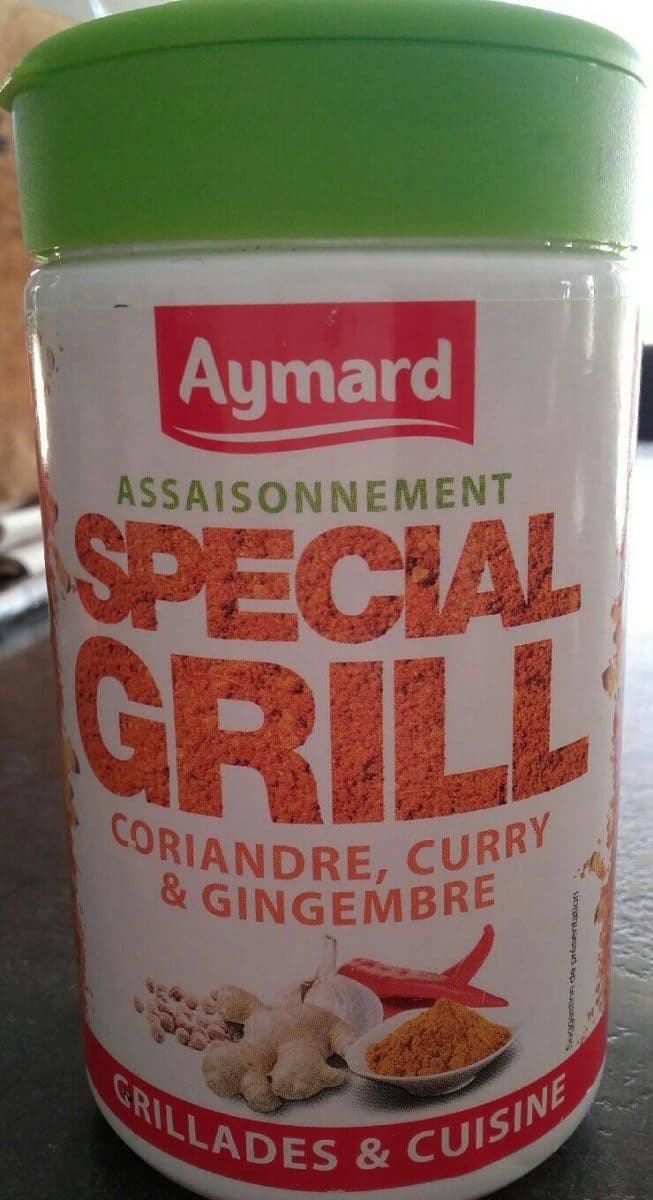 Aymard
ASSAISONNEMENT
SPECIAL
GRILL
CORIANDRE, CURRY
& GINGEMBRE
Suggestion de présentation
GRILLADES & CUISINE